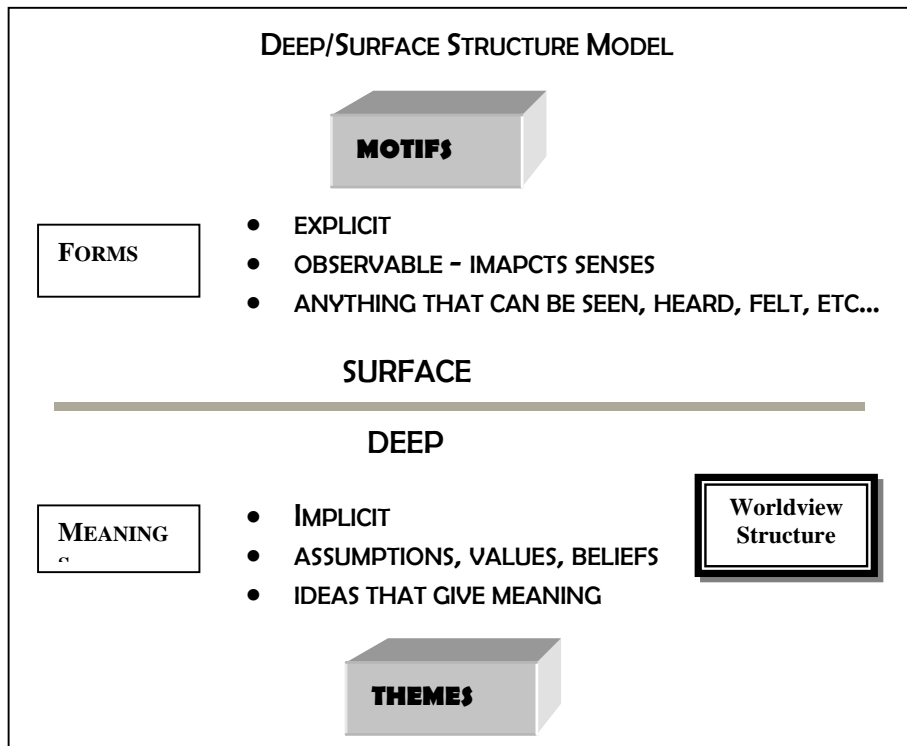 DEEP/SURFACE STRUCTURE MODEL
MOTIFS
FORMS
• EXPLICIT
• OBSERVABLE - IMAPCTS SENSES
• ANYTHING THAT CAN BE SEEN, HEARD, FELT, ETC...
SURFACE
DEEP
MEANING
S
• IMPLICIT
• ASSUMPTIONS, VALUES, BELIEFS
• IDEAS THAT GIVE MEANING
Worldview
Structure
THEMES